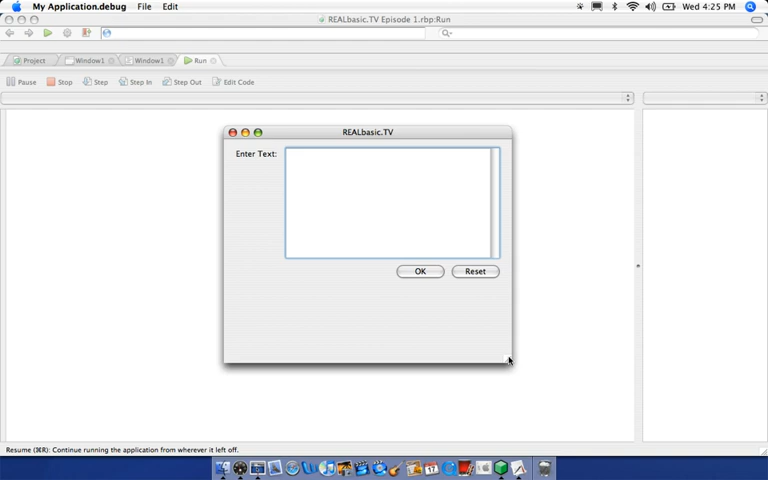 My Application.debug File Edit Wed 4:25 PM
REALbasic.TV Episode 1.rbp:Run
Project Window1 Window1 Run
Pause Stop Step Step In Step Out Edit Code
REALbasic.TV
Enter Text:
OK Reset
Resume (⌘R): Continue running the application from wherever it left off.